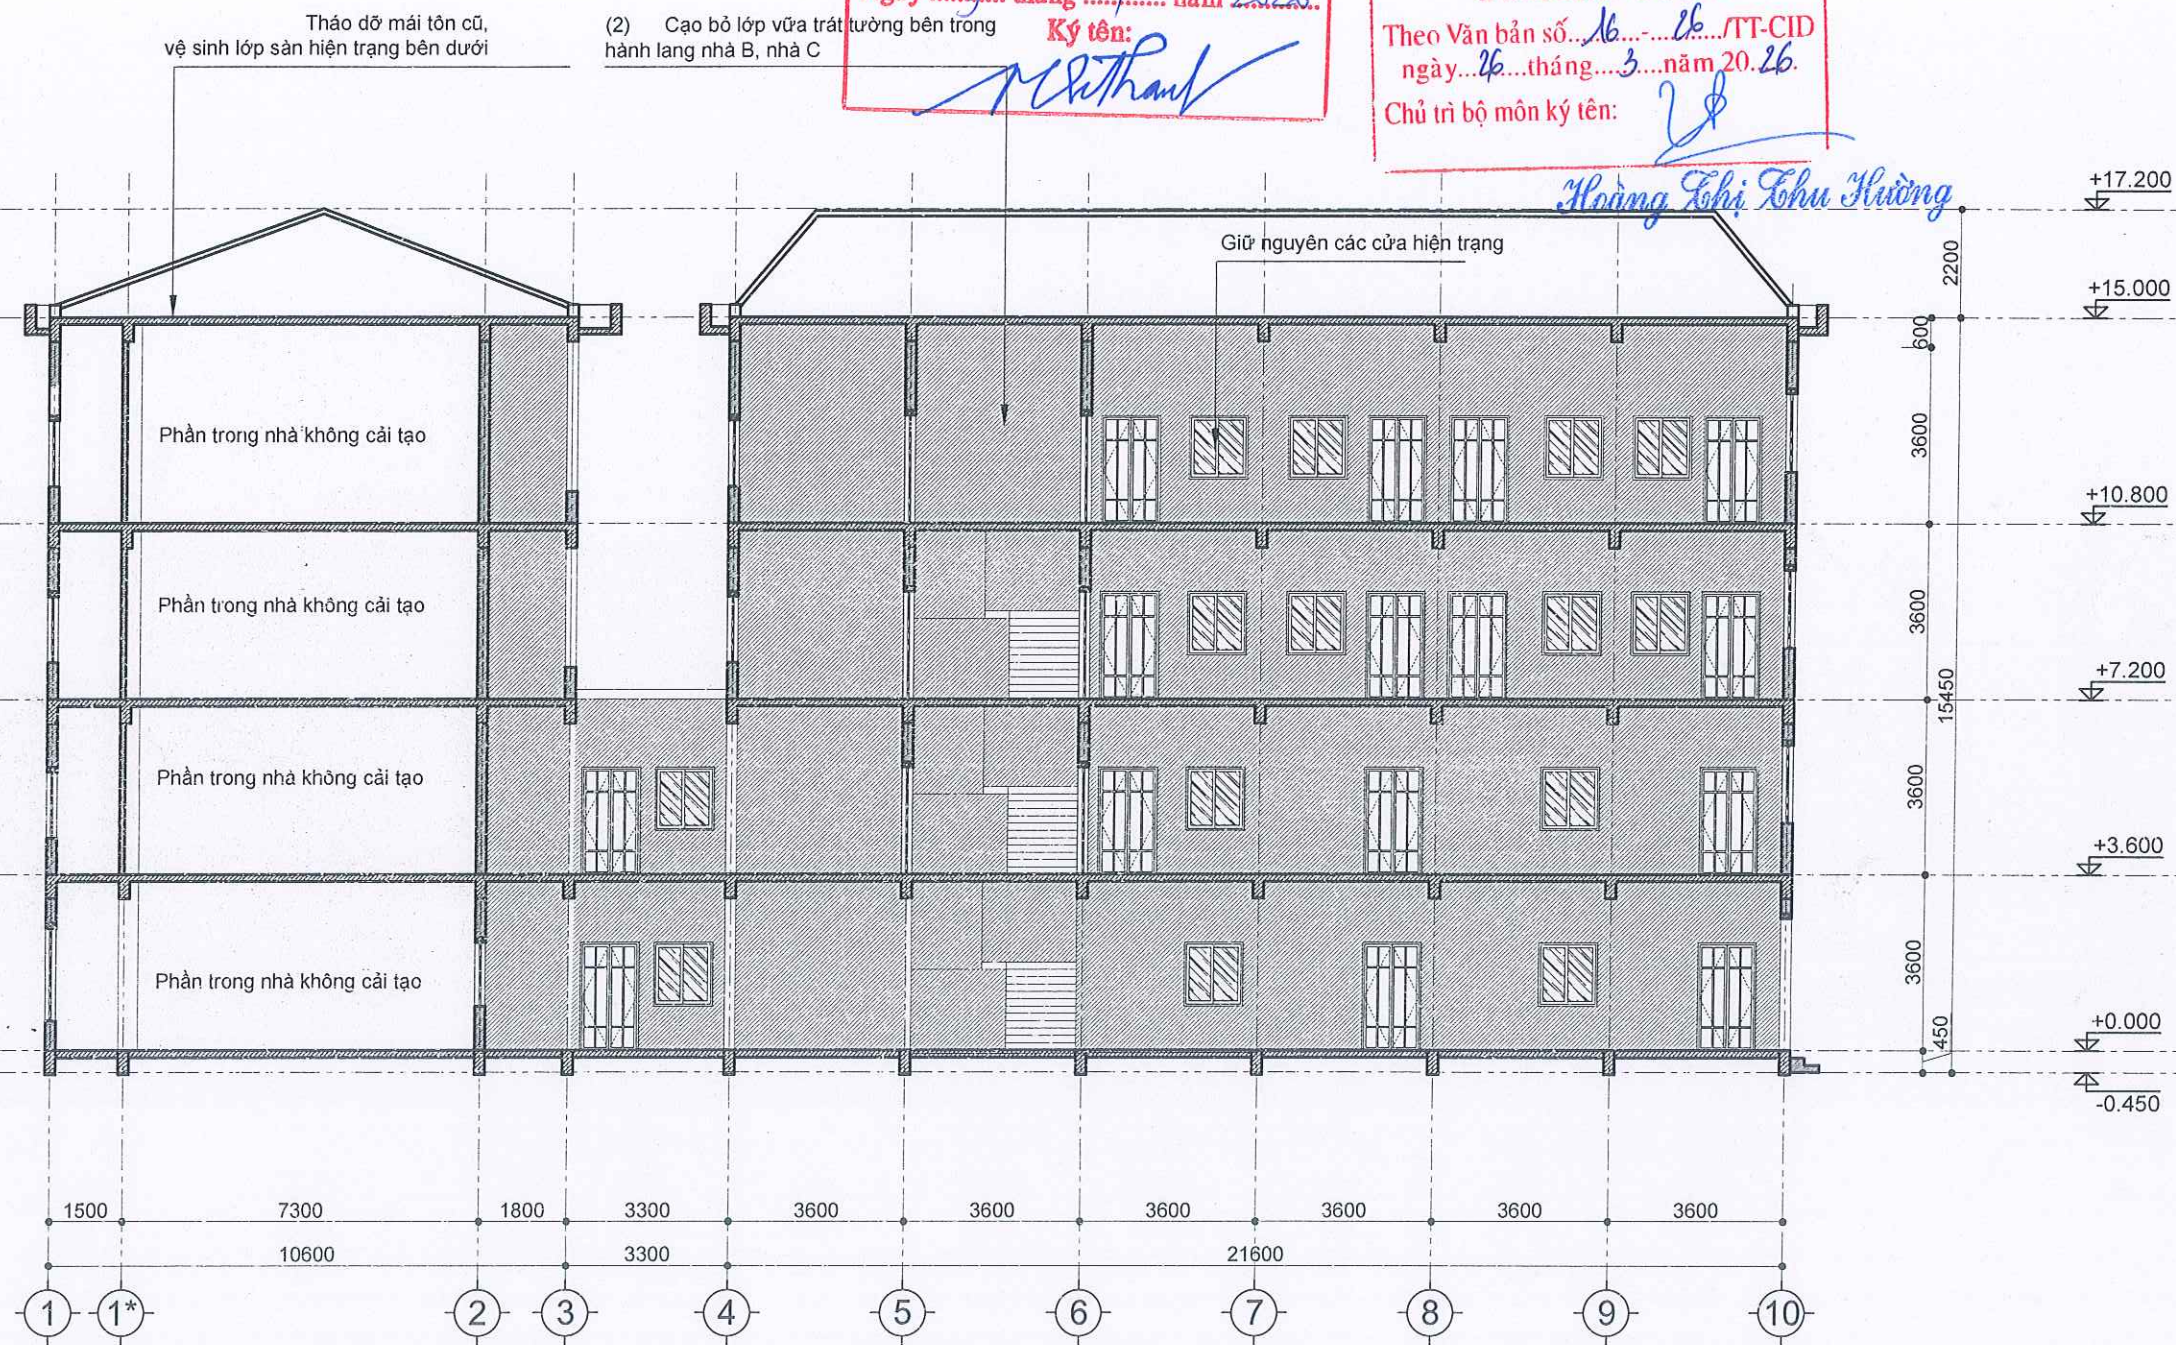 Tháo dỡ mái tôn cũ,
vệ sinh lớp sàn hiện trạng bên dưới
(2) Cạo bỏ lớp vữa trát tường bên trong
hành lang nhà B, nhà C
Ký tên:
Theo Văn bản số...16...-...26.../TT-CID
ngày...26...tháng....3....năm 20.26.
Chủ trì bộ môn ký tên:
Hoàng Thị Thu Hường
Giữ nguyên các cửa hiện trạng
+17.200
2200
+15.000
600
Phần trong nhà không cải tạo
3600
+10.800
Phần trong nhà không cải tạo
3600
+7.200
15450
Phần trong nhà không cải tạo
3600
+3.600
Phần trong nhà không cải tạo
3600
+0.000
450
-0.450
1500 7300 1800 3300 3600 3600 3600 3600 3600 3600
10600 3300 21600
1 1* 2 3 4 5 6 7 8 9 10